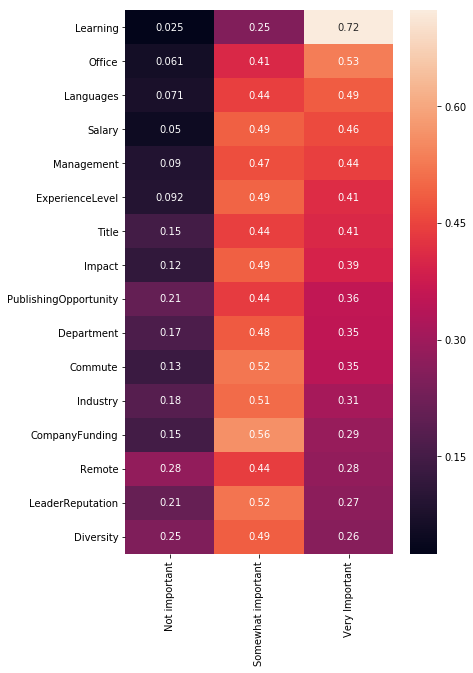 Learning 0.025 0.25 0.72
Office 0.061 0.41 0.53
Languages 0.071 0.44 0.49
Salary 0.05 0.49 0.46
Management 0.09 0.47 0.44
ExperienceLevel 0.092 0.49 0.41
Title 0.15 0.44 0.41
Impact 0.12 0.49 0.39
PublishingOpportunity 0.21 0.44 0.36
Department 0.17 0.48 0.35
Commute 0.13 0.52 0.35
Industry 0.18 0.51 0.31
CompanyFunding 0.15 0.56 0.29
Remote 0.28 0.44 0.28
LeaderReputation 0.21 0.52 0.27
Diversity 0.25 0.49 0.26
Not important
Somewhat important
Very Important
0.60
0.45
0.30
0.15